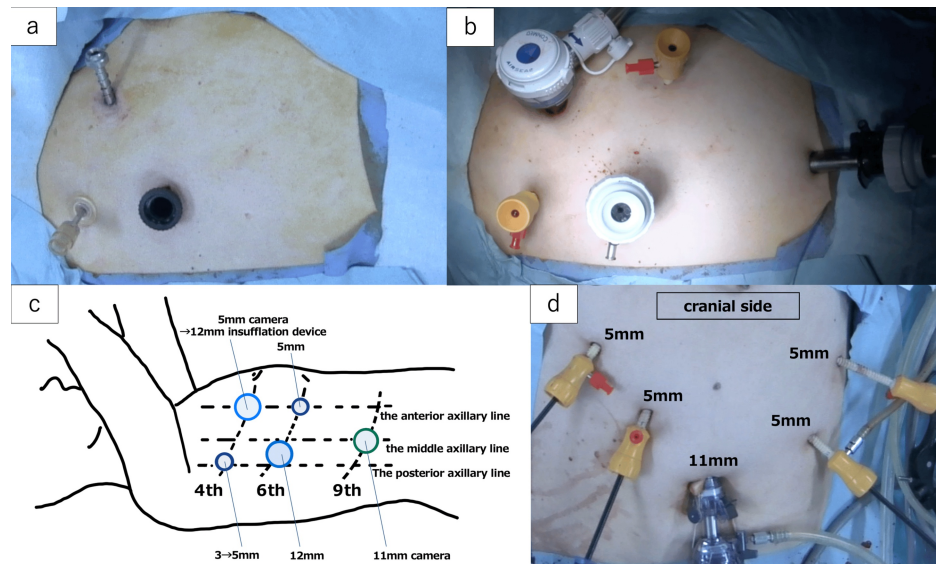 a
b
c
5mm camera
→12mm insufflation device
5mm
the anterior axillary line
the middle axillary line
The posterior axillary line
4th
6th
9th
3→5mm
12mm
11mm camera
d
cranial side
5mm
5mm
5mm
5mm
11mm